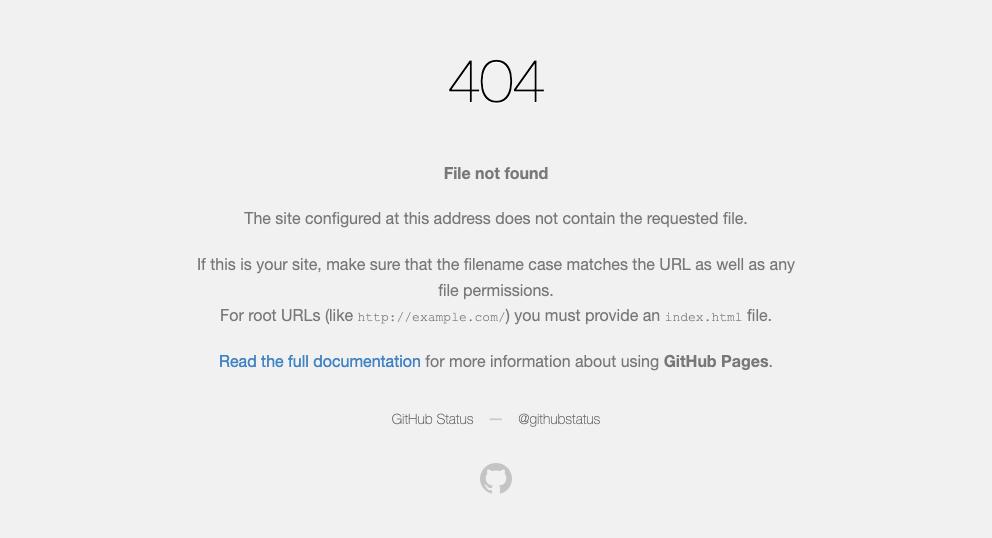 404
File not found
The site configured at this address does not contain the requested file.
If this is your site, make sure that the filename case matches the URL as well as any
file permissions.
For root URLs (like http://example.com/) you must provide an index.html file.
Read the full documentation for more information about using GitHub Pages.
GitHub Status — @githubstatus